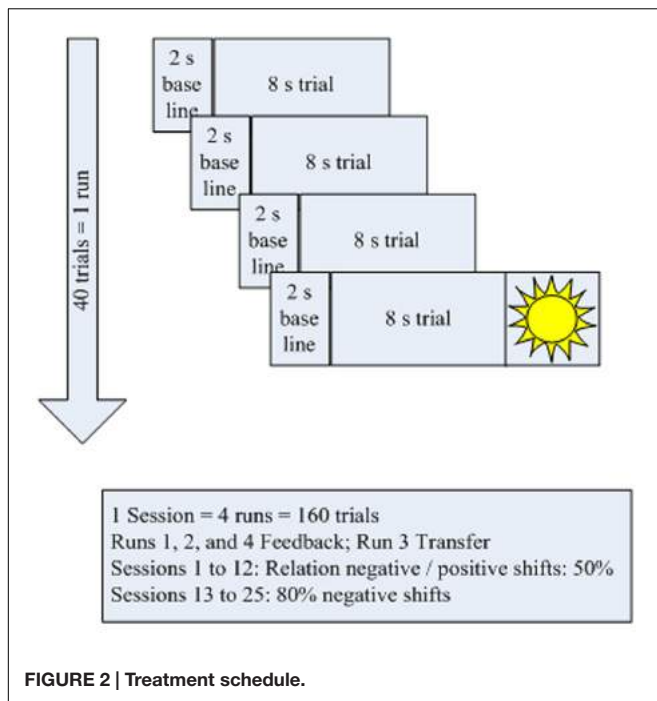 2 s
base
line
8 s trial
2 s
base
line
8 s trial
2 s
base
line
8 s trial
2 s
base
line
8 s trial
40 trials = 1 run
1 Session = 4 runs = 160 trials
Runs 1, 2, and 4 Feedback; Run 3 Transfer
Sessions 1 to 12: Relation negative / positive shifts: 50%
Sessions 13 to 25: 80% negative shifts
FIGURE 2 | Treatment schedule.